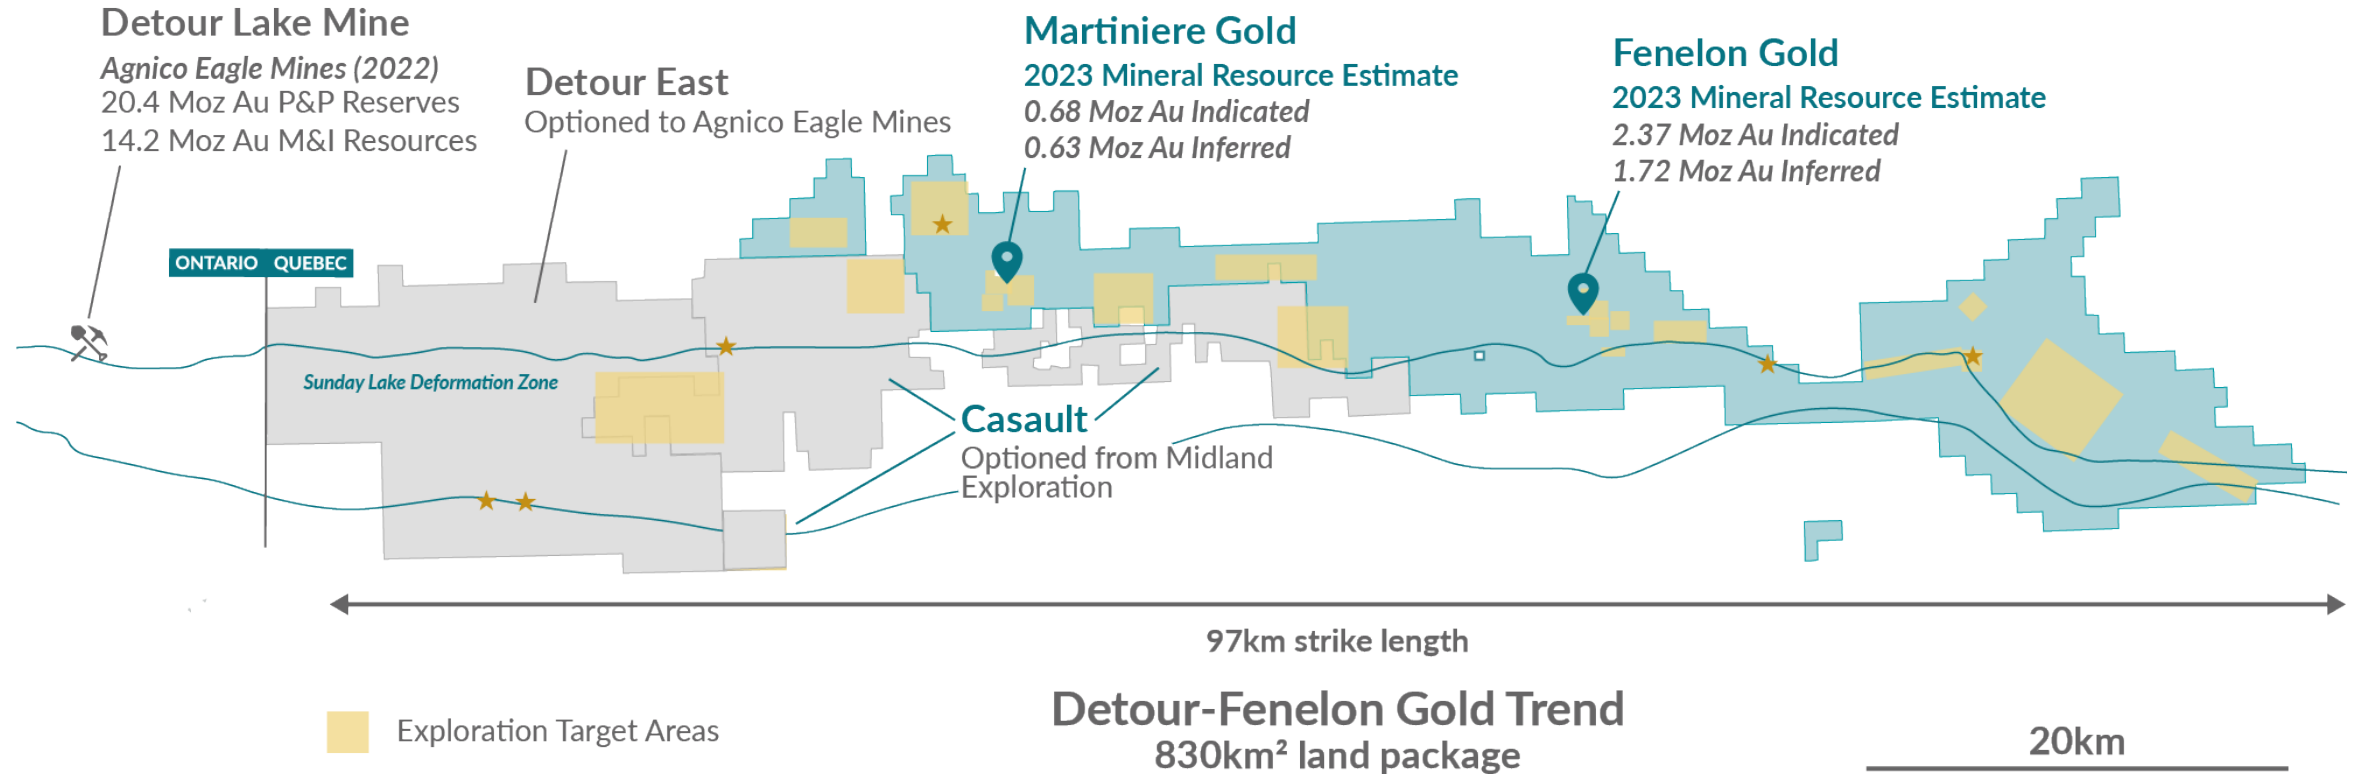 Detour Lake Mine
Agnico Eagle Mines (2022)
20.4 Moz Au P&P Reserves
14.2 Moz Au M&I Resources
Detour East
Optioned to Agnico Eagle Mines
Martiniere Gold
2023 Mineral Resource Estimate
0.68 Moz Au Indicated
0.63 Moz Au Inferred
Fenelon Gold
2023 Mineral Resource Estimate
2.37 Moz Au Indicated
1.72 Moz Au Inferred
ONTARIO QUEBEC
Sunday Lake Deformation Zone
Casault
Optioned from Midland
Exploration
97km strike length
Exploration Target Areas
Detour-Fenelon Gold Trend
830km² land package
20km